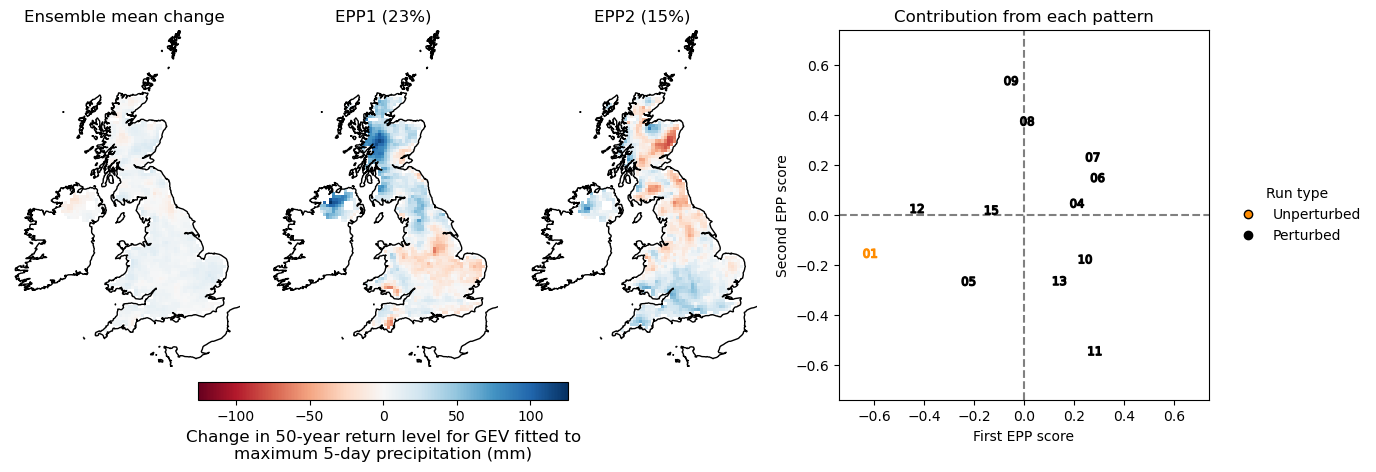 Ensemble mean change
EPP1 (23%)
EPP2 (15%)
−100 −50 0 50 100
Change in 50-year return level for GEV fitted to
maximum 5-day precipitation (mm)
Contribution from each pattern
Second EPP score
0.6
0.4
0.2
0.0
−0.2
−0.4
−0.6
09
08
07
06
04
12
15
01
10
05
13
11
−0.6 −0.4 −0.2 0.0 0.2 0.4 0.6
First EPP score
Run type
Unperturbed
Perturbed